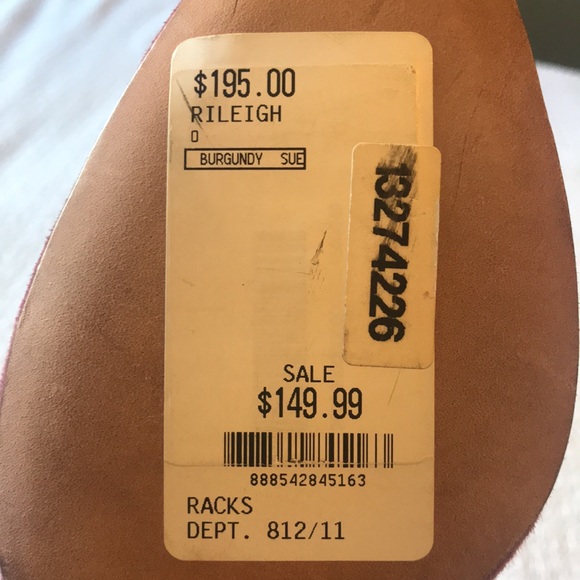 $195.00
RILEIGH
0
BURGUNDY SUE
13274226
SALE
$149.99
888542845163
RACKS
DEPT. 812/11